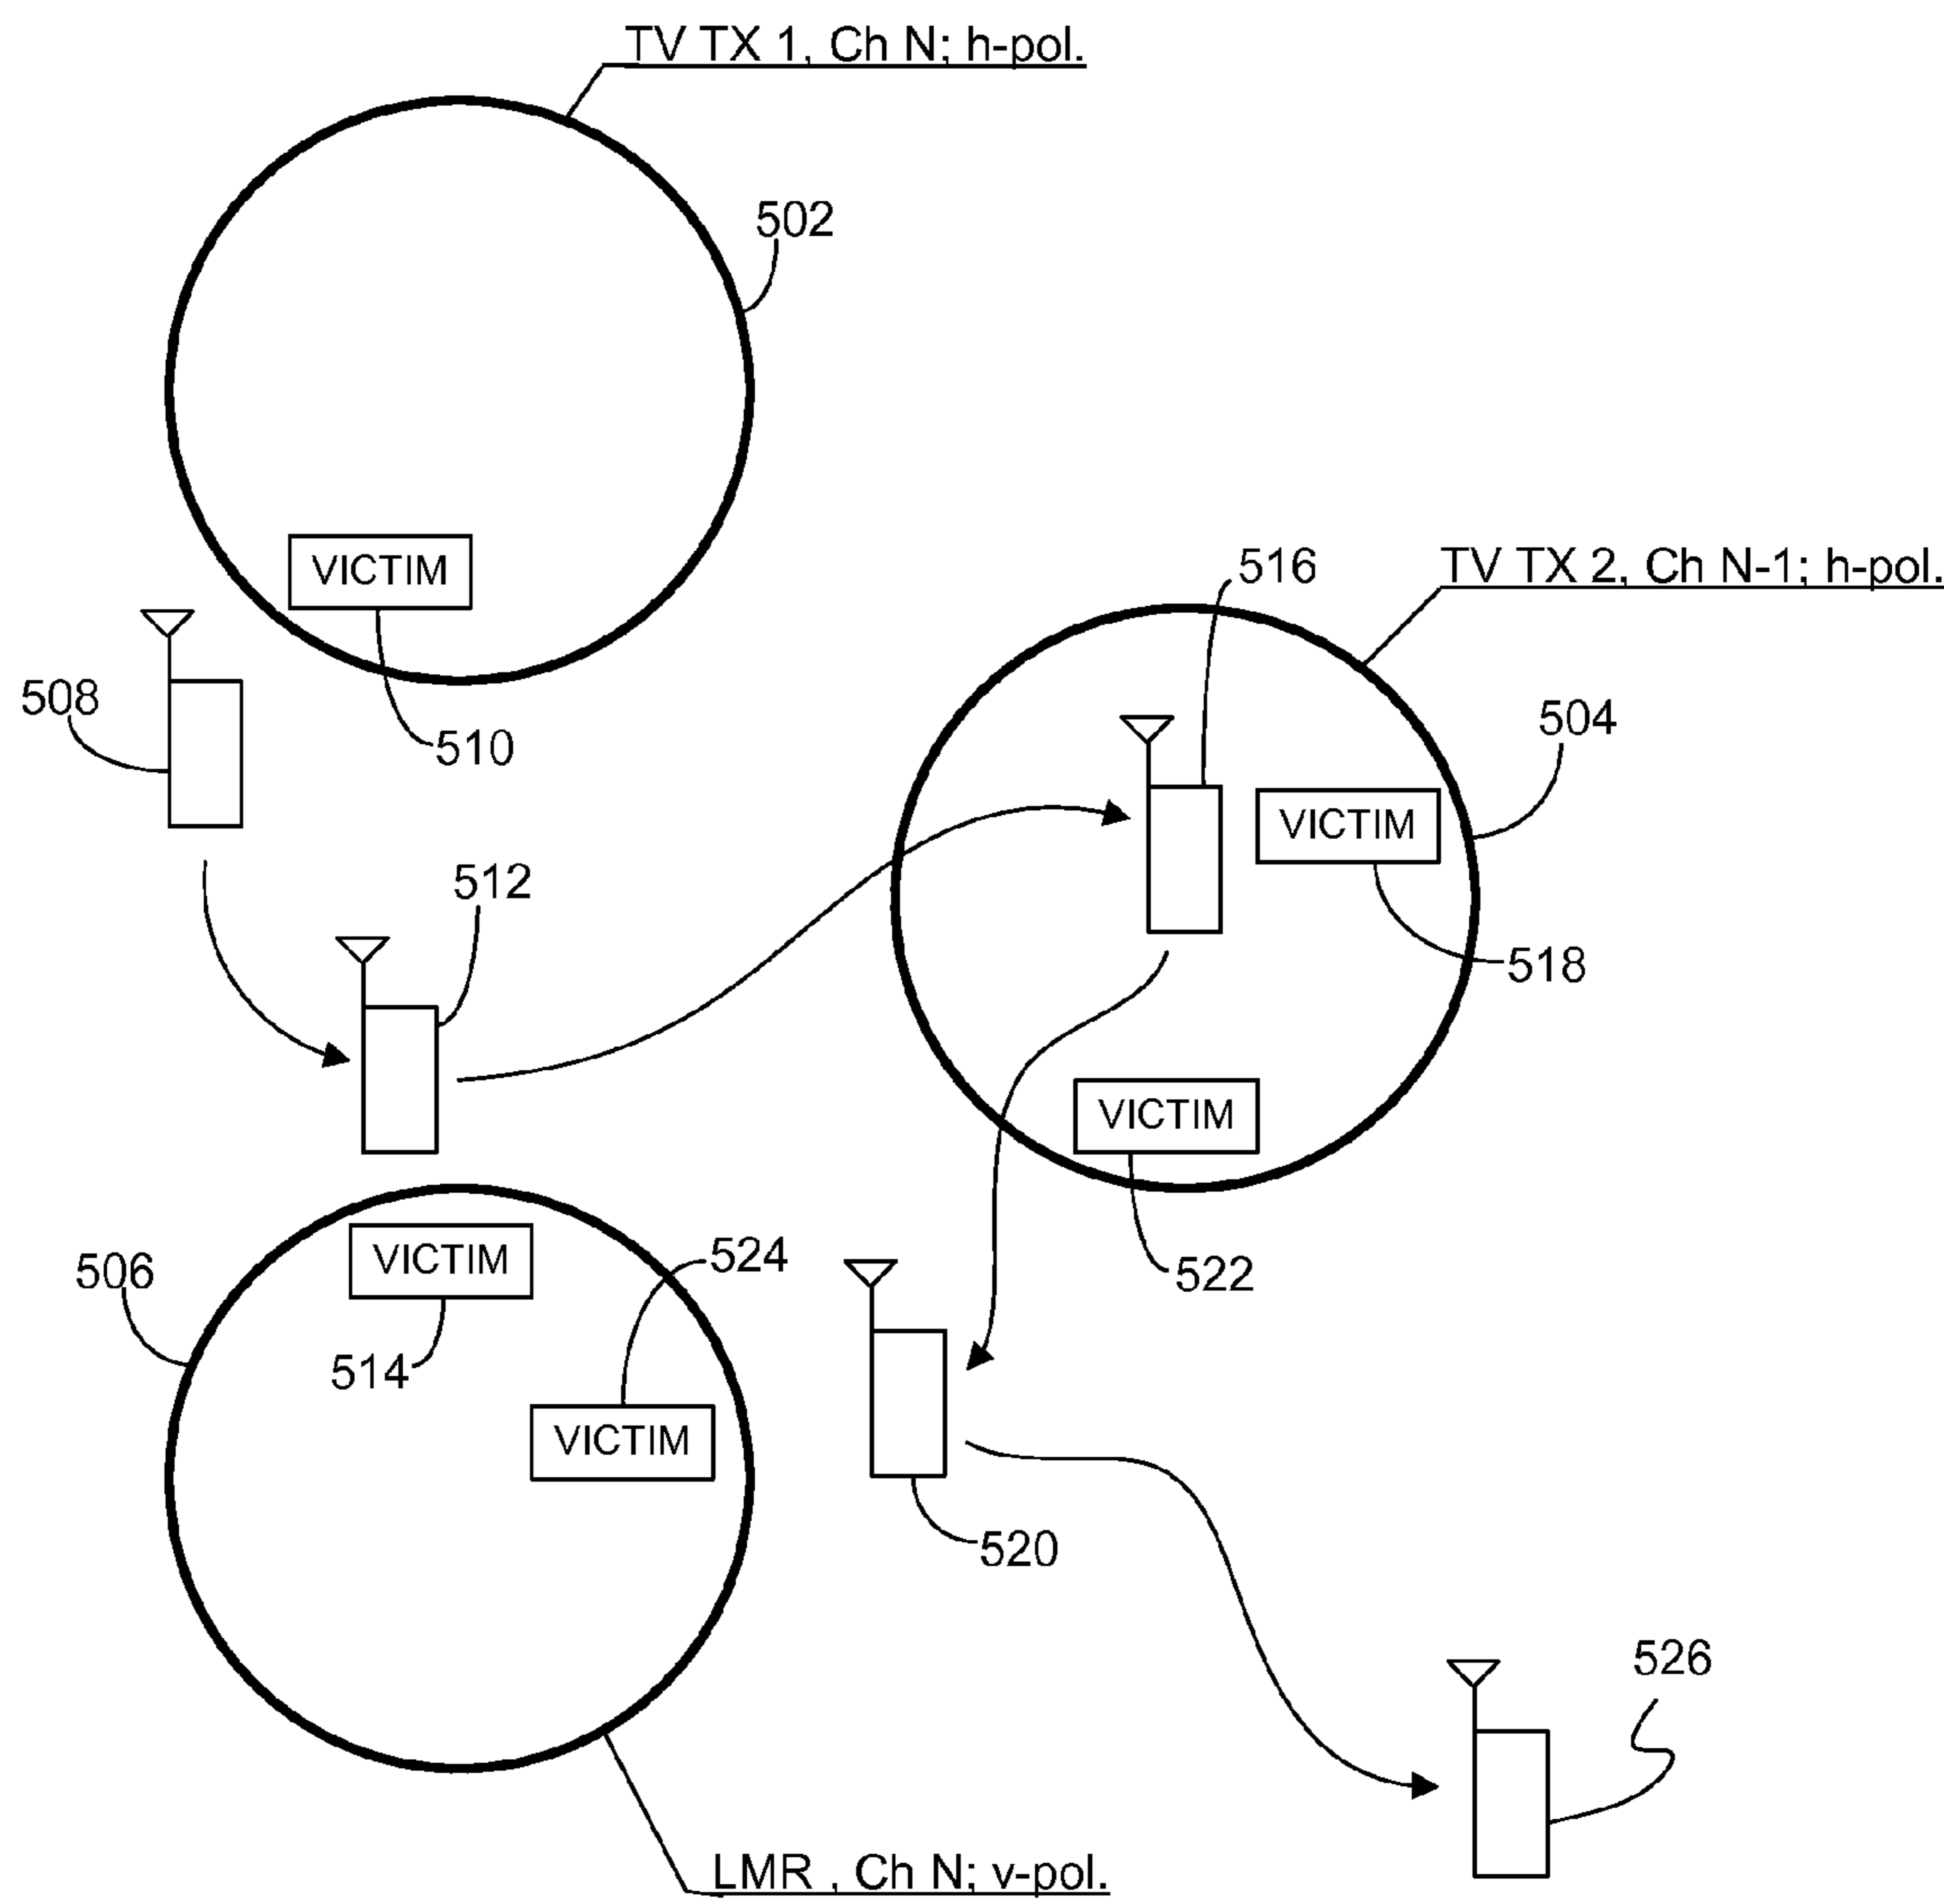 TV TX 1, Ch N; h-pol.
502
VICTIM
516
TV TX 2, Ch N-1; h-pol.
508
510
504
VICTIM
512
518
VICTIM
506
VICTIM
524
522
514
VICTIM
520
526
LMR , Ch N; v-pol.